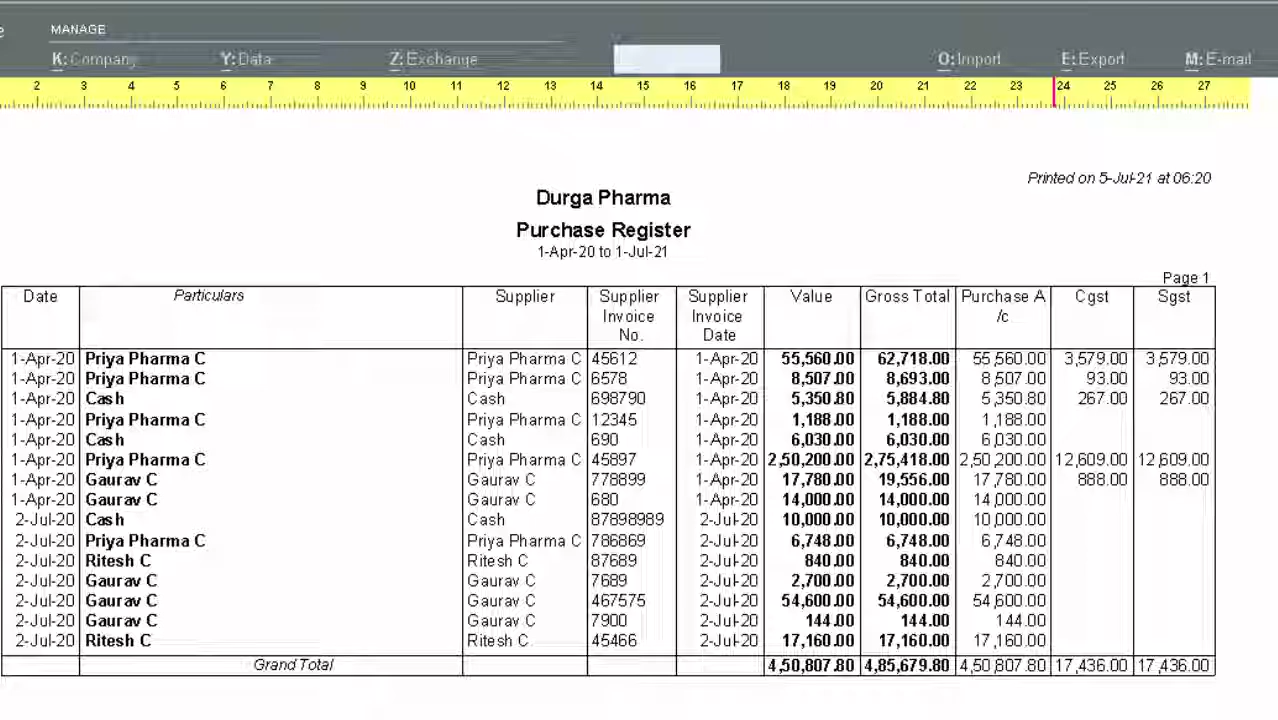 e MANAGE
K: Company Y: Data Z: Exchange O: Import E: Export M: E-mail
2 3 4 5 6 7 8 9 10 11 12 13 14 15 16 17 18 19 20 21 22 23 24 25 26 27
Printed on 5-Jul-21 at 06:20
Durga Pharma
Purchase Register
1-Apr-20 to 1-Jul-21
Page 1
Date Particulars Supplier Supplier Invoice No. Supplier Invoice Date Value Gross Total Purchase A/c Cgst Sgst
1-Apr-20 Priya Pharma C Priya Pharma C 45612 1-Apr-20 55,560.00 62,718.00 55,560.00 3,579.00 3,579.00
1-Apr-20 Priya Pharma C Priya Pharma C 6578 1-Apr-20 8,507.00 8,693.00 8,507.00 93.00 93.00
1-Apr-20 Cash Cash 698790 1-Apr-20 5,350.80 5,884.80 5,350.80 267.00 267.00
1-Apr-20 Priya Pharma C Priya Pharma C 12345 1-Apr-20 1,188.00 1,188.00 1,188.00
1-Apr-20 Cash Cash 690 1-Apr-20 6,030.00 6,030.00 6,030.00
1-Apr-20 Priya Pharma C Priya Pharma C 45897 1-Apr-20 2,50,200.00 2,75,418.00 2,50,200.00 12,609.00 12,609.00
1-Apr-20 Gaurav C Gaurav C 778899 1-Apr-20 17,780.00 19,556.00 17,780.00 888.00 888.00
1-Apr-20 Gaurav C Gaurav C 680 1-Apr-20 14,000.00 14,000.00 14,000.00
2-Jul-20 Cash Cash 87898989 2-Jul-20 10,000.00 10,000.00 10,000.00
2-Jul-20 Priya Pharma C Priya Pharma C 786869 2-Jul-20 6,748.00 6,748.00 6,748.00
2-Jul-20 Ritesh C Ritesh C 87689 2-Jul-20 840.00 840.00 840.00
2-Jul-20 Gaurav C Gaurav C 7689 2-Jul-20 2,700.00 2,700.00 2,700.00
2-Jul-20 Gaurav C Gaurav C 467575 2-Jul-20 54,600.00 54,600.00 54,600.00
2-Jul-20 Gaurav C Gaurav C 7900 2-Jul-20 144.00 144.00 144.00
2-Jul-20 Ritesh C Ritesh C 45466 2-Jul-20 17,160.00 17,160.00 17,160.00
Grand Total 4,50,807.80 4,85,679.80 4,50,807.80 17,436.00 17,436.00